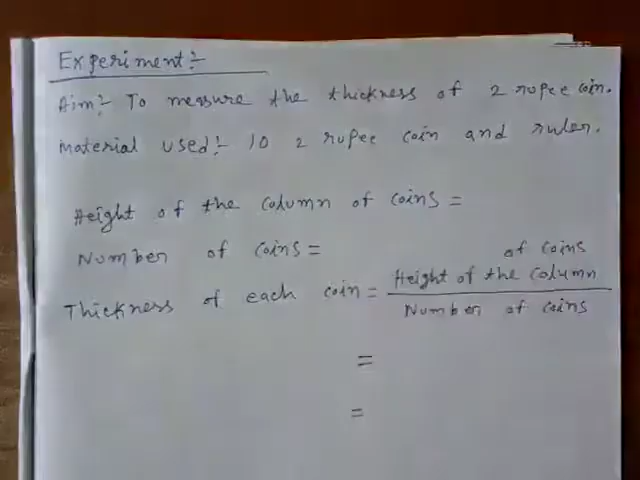 Experiment:-
Aim:- To measure the thickness of 2 rupee coin.
Material used:- 10 2 rupee coin and ruler.
Height of the column of coins =
Number of coins =
of coins
Thickness of each coin = Height of the column
Number of coins
=
=